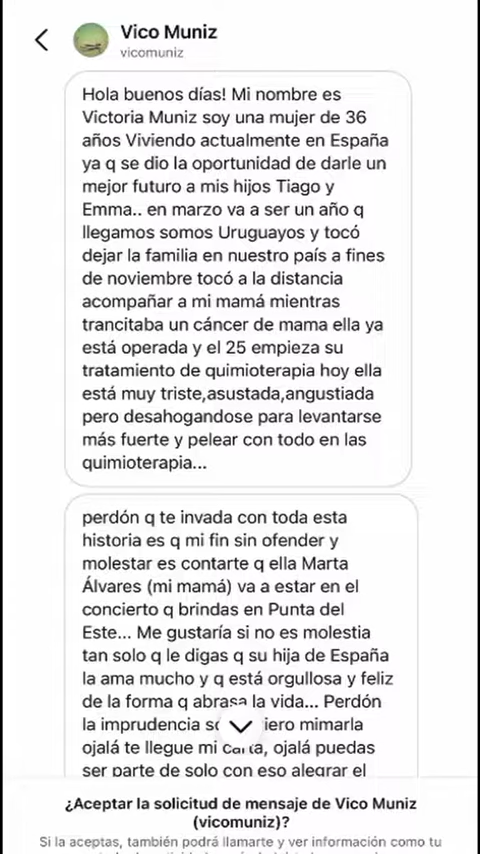 Vico Muniz
vicomuniz
Hola buenos días! Mi nombre es
Victoria Muniz soy una mujer de 36
años Viviendo actualmente en España
ya q se dio la oportunidad de darle un
mejor futuro a mis hijos Tiago y
Emma.. en marzo va a ser un año q
llegamos somos Uruguayos y tocó
dejar la familia en nuestro país a fines
de noviembre tocó a la distancia
acompañar a mi mamá mientras
trancitaba un cáncer de mama ella ya
está operada y el 25 empieza su
tratamiento de quimioterapia hoy ella
está muy triste,asustada,angustiada
pero desahogandose para levantarse
más fuerte y pelear con todo en las
quimioterapia...
perdón q te invada con toda esta
historia es q mi fin sin ofender y
molestar es contarte q ella Marta
Álvares (mi mamá) va a estar en el
concierto q brindas en Punta del
Este... Me gustaría si no es molestia
tan solo q le digas q su hija de España
la ama mucho y q está orgullosa y feliz
de la forma q abrasa la vida... Perdón
la imprudencia mimarla
ojalá te llegue mi carta, ojalá puedas
ser parte de solo con eso alegrar el
¿Aceptar la solicitud de mensaje de Vico Muniz
(vicomuniz)?
Si la aceptas, también podrá llamarte y ver información como tu